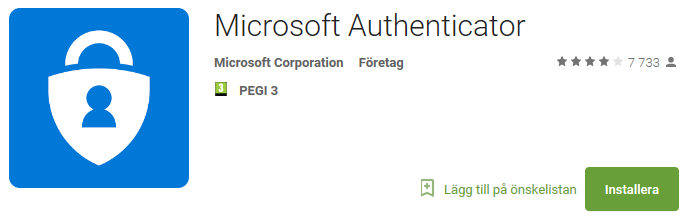 Microsoft Authenticator
Microsoft Corporation Företag 7 733
3 PEGI 3
Lägg till på önskelistan Installera